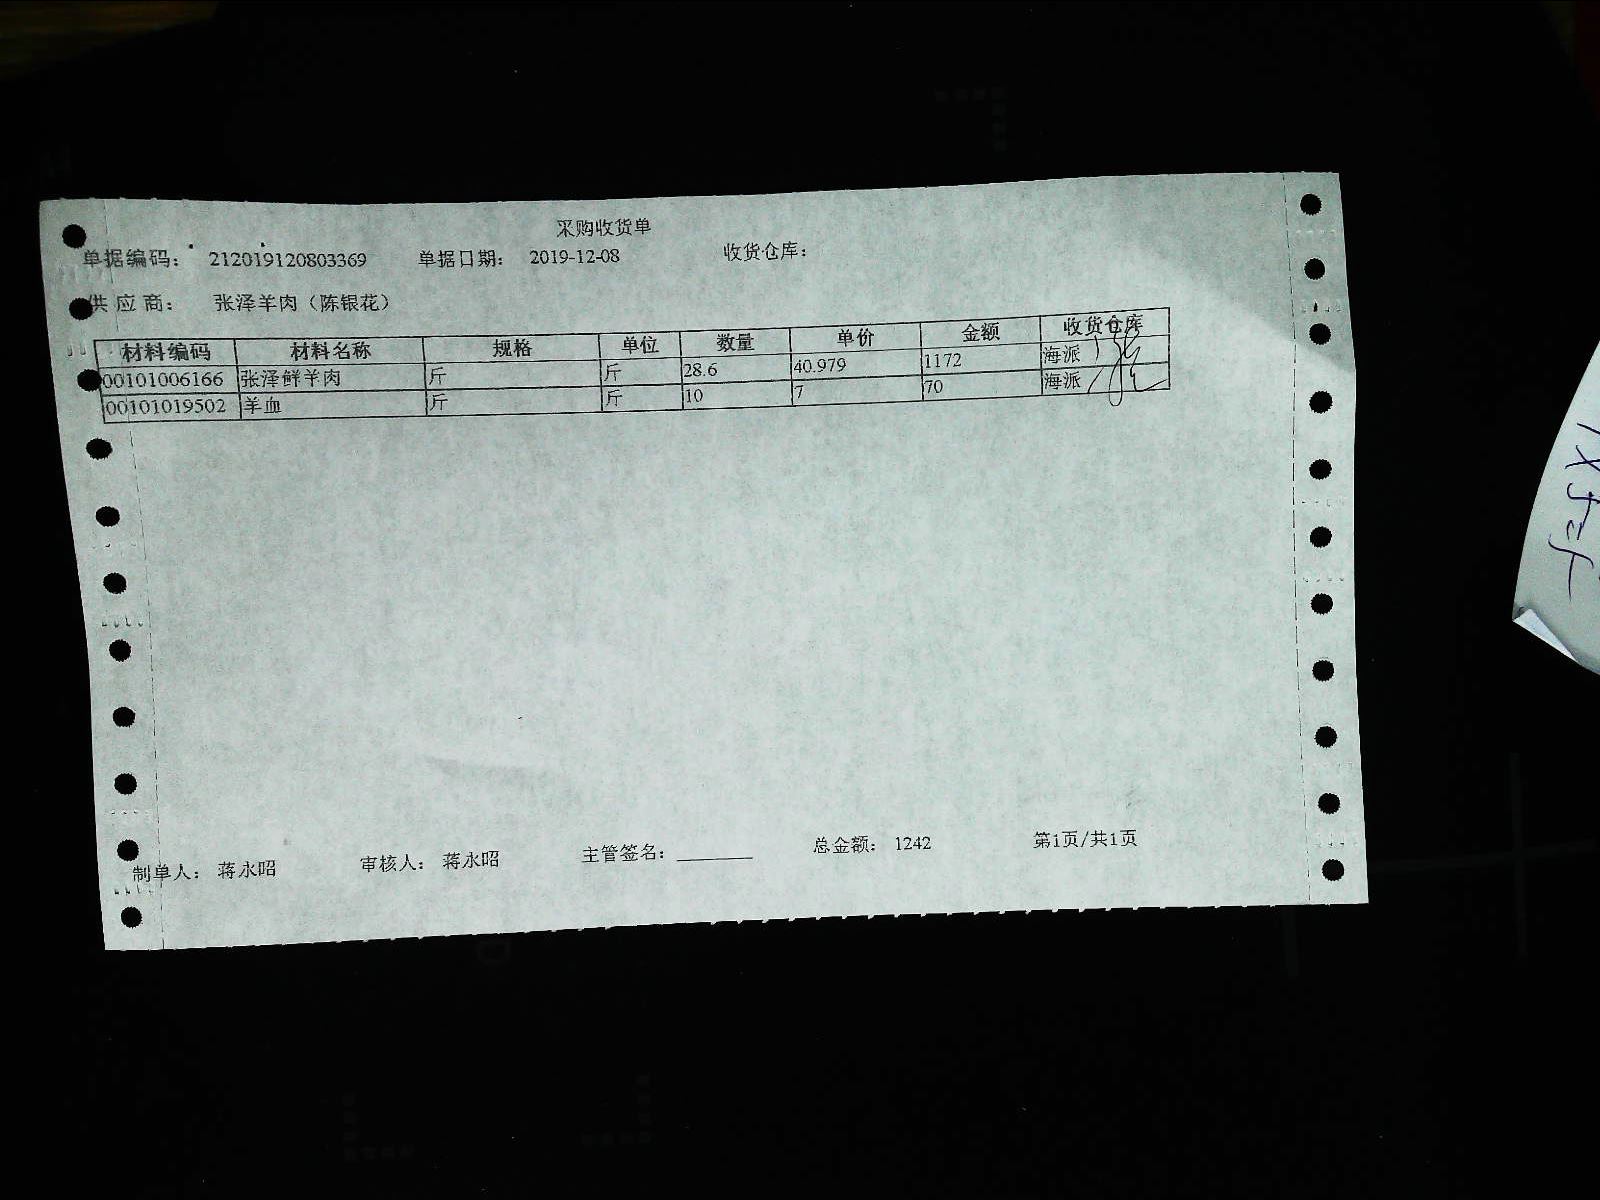 采购收货单
单据编码: 212019120803369 单据日期: 2019-12-08 收货仓库:
供应商: 张泽羊肉（陈银花）
材料编码 材料名称 规格 单位 数量 单价 金额 收货仓库
00101006166 张泽鲜羊肉 斤 斤 28.6 40.979 1172 海派
00101019502 羊血 斤 斤 10 7 70 海派
制单人: 蒋永昭 审核人: 蒋永昭 主管签名: ________ 总金额: 1242 第1页/共1页